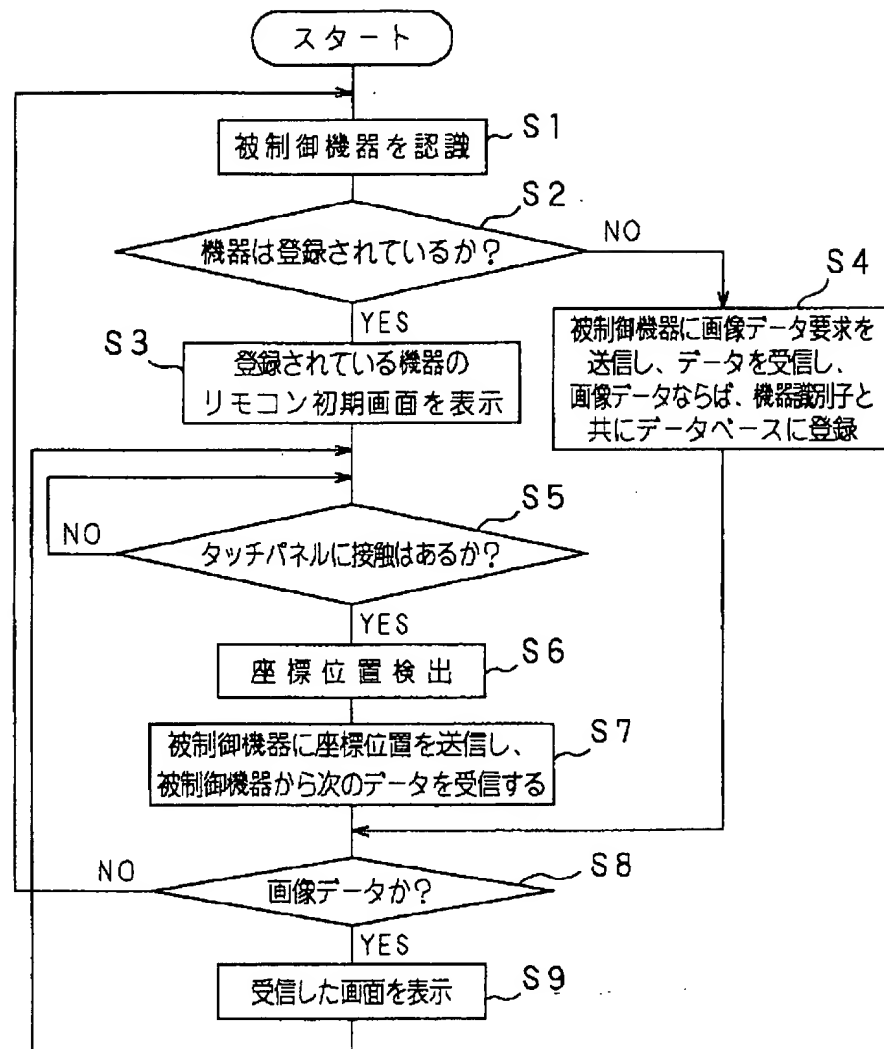 スタート
被制御機器を認識
S1
機器は登録されているか?
S2
NO
YES
S3
登録されている機器の
リモコン初期画面を表示
S4
被制御機器に画像データ要求を
送信し、データを受信し、
画像データならば、機器識別子と
共にデータベースに登録
S5
NO
タッチパネルに接触はあるか?
YES
座標位置検出
S6
被制御機器に座標位置を送信し、
被制御機器から次のデータを受信する
S7
NO
画像データか?
S8
YES
受信した画面を表示
S9